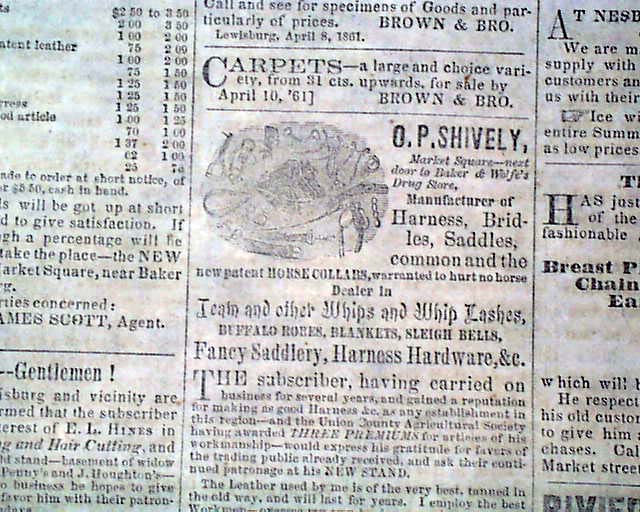 $2 50 to 3 50
2 00 3 50
1 00 2 00
atent leather 75 2 00
1 00 2 00
75 1 50
1 25 1 50
1 25 1 50
1 25 1 50
od article 1 00 1 25
70 1 00
1 37 2 00
62 1 00
25 75
ade to order at short notice, of
or $5 50, cash in hand.
ls will be got up at short
d to give satisfaction. If
gh a percentage will be
take the place—the NEW
arket Square, near Baker
rg.
rties concerned:
AMES SCOTT, Agent.
--Gentlemen!
isburg and vicinity are
rmed that the subscriber
terest of E. L. HINES in
g and Hair Cutting, and
ld stand—basement of widow
Penny's and J. Houghton's—
o business he hopes to give
favor him with their patron-
Call and see for specimens of Goods and par-
ticularly of prices. BROWN & BRO.
Lewisburg, April 8, 1861.
CARPETS—a large and choice vari-
ety, from 31 cts. upwards, for sale by
April 10, '61] BROWN & BRO.
O. P. SHIVELY,
Market Square—next
door to Baker & Wolfe's
Drug Store,
Manufacturer of
Harness, Brid-
les, Saddles,
common and the
new patent HORSE COLLARS, warranted to hurt no horse
Dealer in
Team and other Whips and Whip Lashes,
BUFFALO ROBES, BLANKETS, SLEIGH BELLS,
Fancy Saddlery, Harness Hardware, &c.
THE subscriber, having carried on
business for several years, and gained a reputation
for making as good Harness &c. as any establishment in
this region—and the Union County Agricultural Society
having awarded THREE PREMIUMS for articles of his
workmanship—would express his gratitude for favors of
the trading public already received, and ask their conti-
nued patronage at his NEW STAND.
The Leather used by me is of the very best, tanned in
the old way, and will last for years. I employ the best
AT NESB
We are m
supply with
customers an
us with their
Ice wi
entire Summ
as low prices
HAS just
of the
fashionable
Breast P
Chain
Ea
which will b
He respect
his old custo
to give him
chases. Cal
Market street